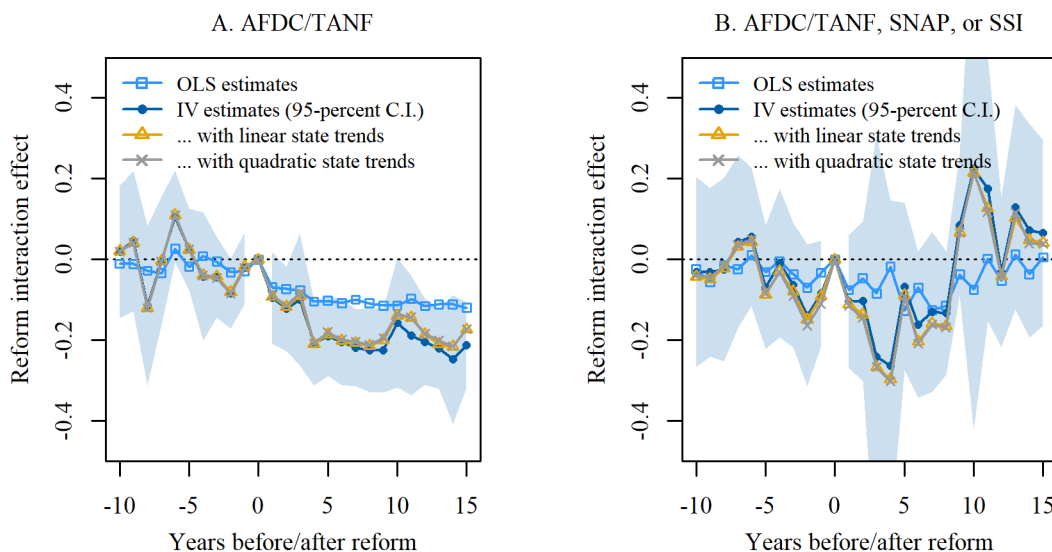 A. AFDC/TANF
OLS estimates
IV estimates (95-percent C.I.)
... with linear state trends
... with quadratic state trends
Reform interaction effect
0.4
0.2
0.0
-0.2
-0.4
-10 -5 0 5 10 15
Years before/after reform
B. AFDC/TANF, SNAP, or SSI
OLS estimates
IV estimates (95-percent C.I.)
... with linear state trends
... with quadratic state trends
Reform interaction effect
0.4
0.2
0.0
-0.2
-0.4
-10 -5 0 5 10 15
Years before/after reform